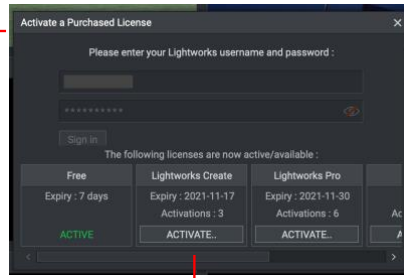 Activate a Purchased License
Please enter your Lightworks username and password :
Sign in
The following licenses are now active/available :
Free Lightworks Create Lightworks Pro
Expiry : 7 days Expiry : 2021-11-17 Expiry : 2021-11-30
Activations : 3 Activations : 6
ACTIVE ACTIVATE.. ACTIVATE..